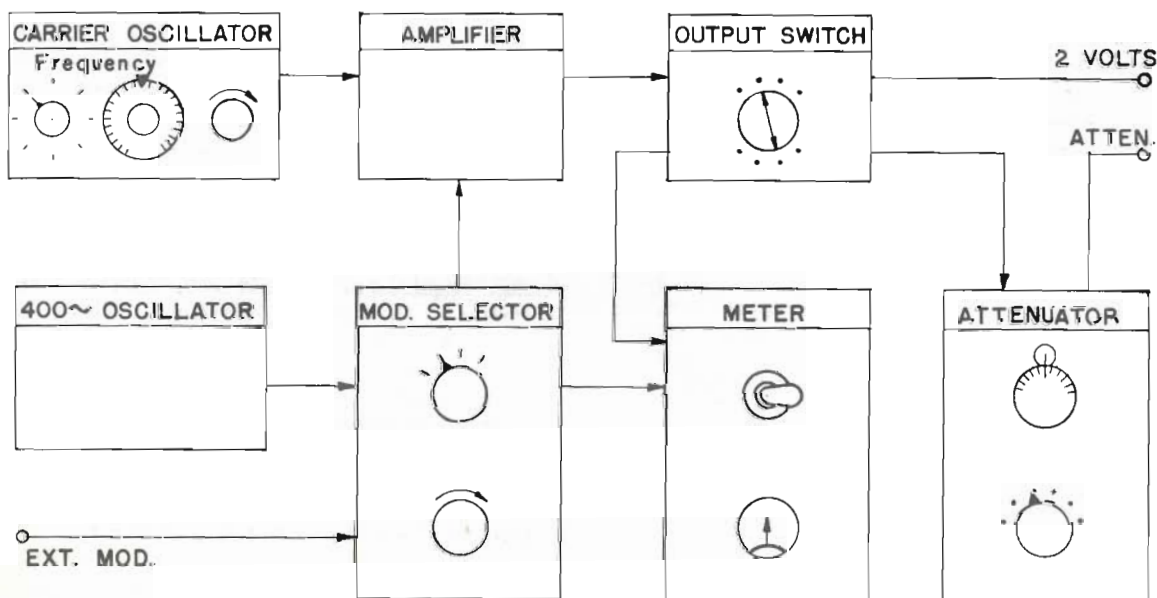 CARRIER OSCILLATOR
Frequency
AMPLIFIER
OUTPUT SWITCH
2 VOLTS
ATTEN.
400~ OSCILLATOR
MOD. SELECTOR
METER
ATTENUATOR
EXT. MOD.